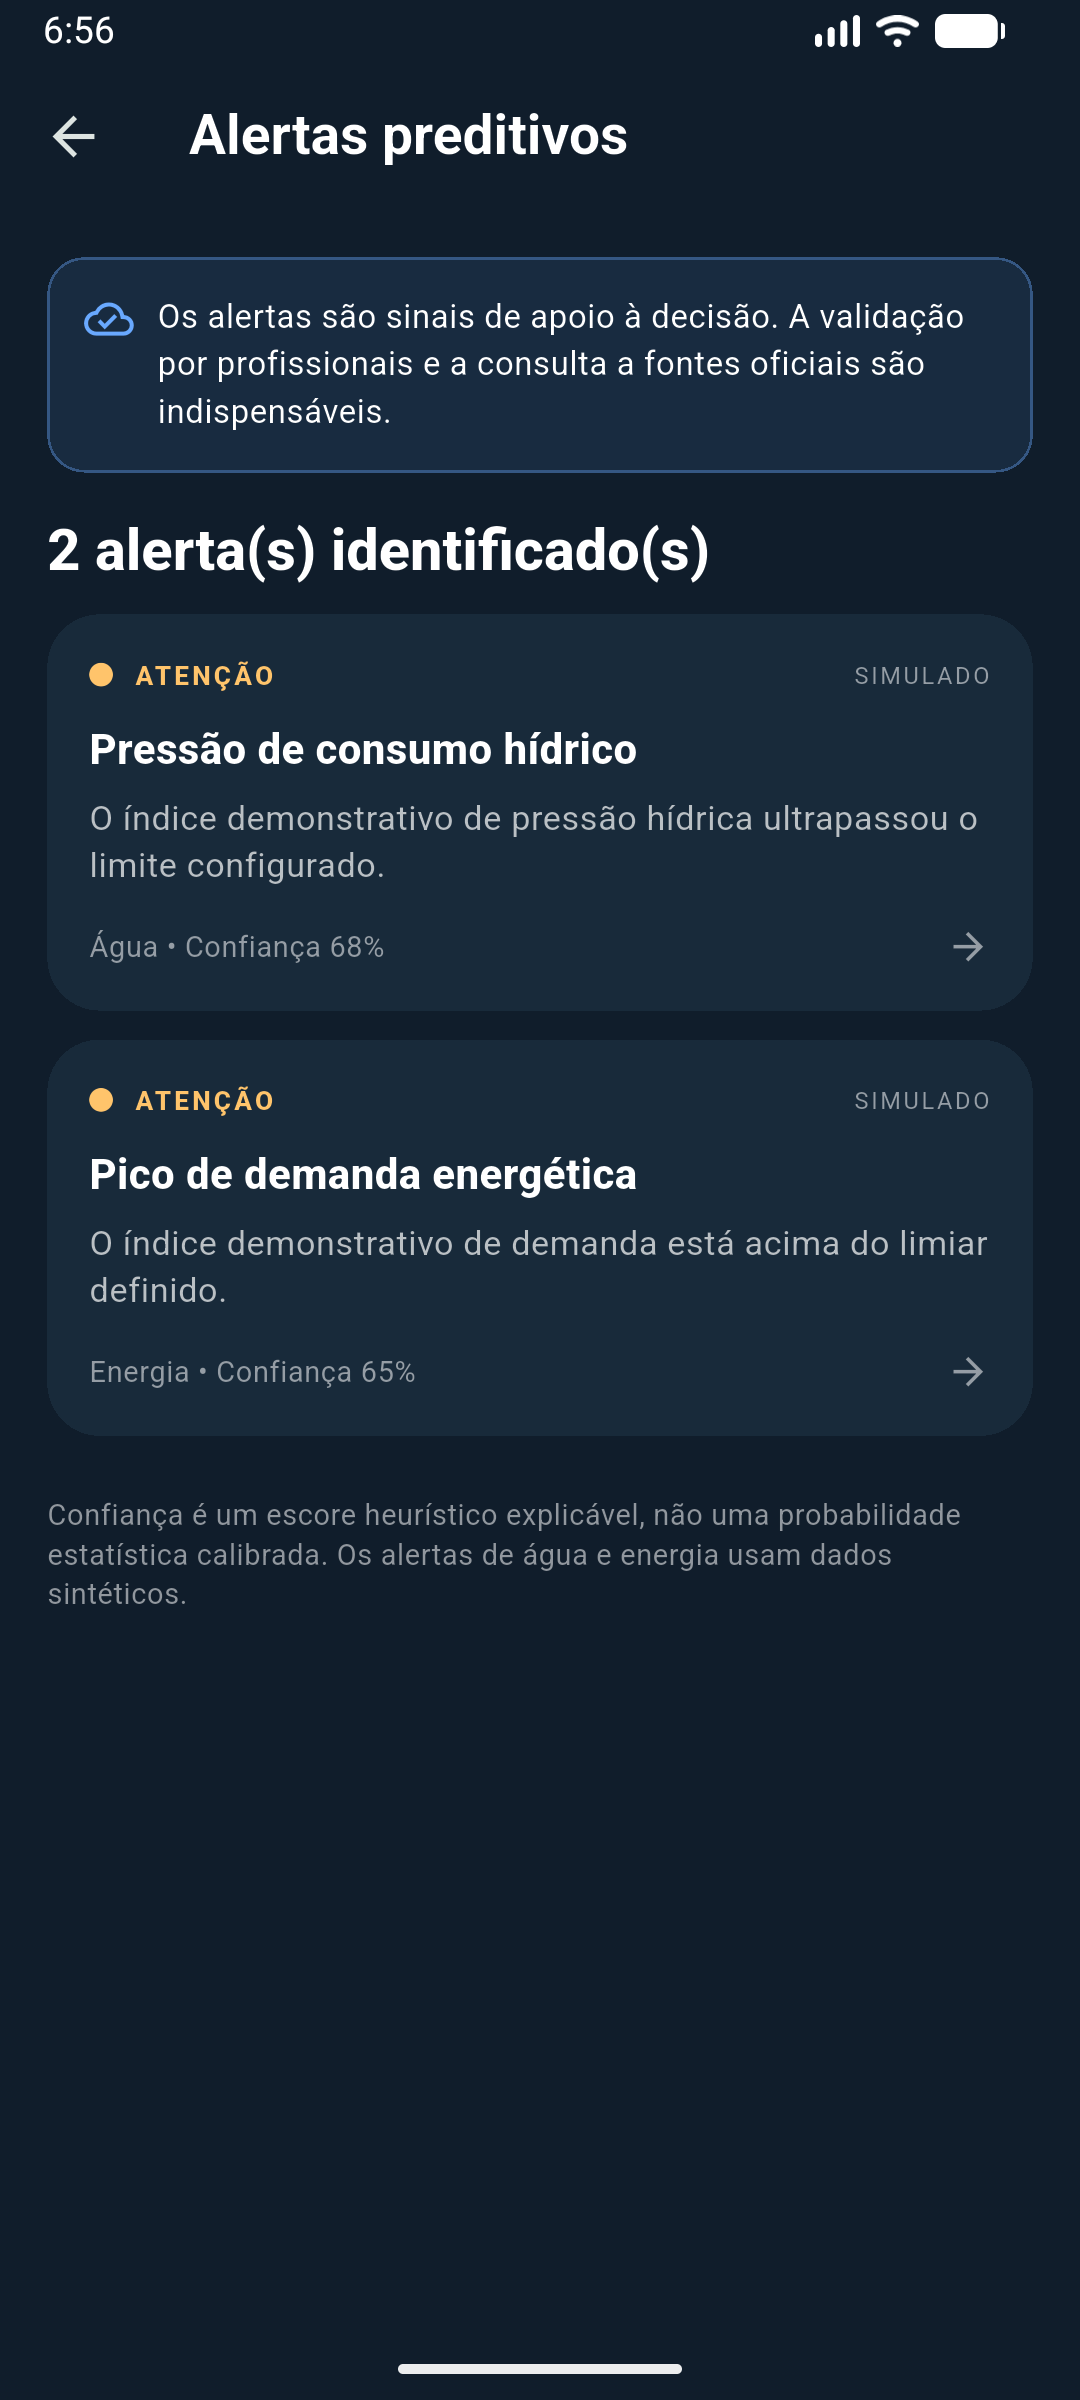 6:56
Alertas preditivos
Os alertas são sinais de apoio à decisão. A validação
por profissionais e a consulta a fontes oficiais são
indispensáveis.
2 alerta(s) identificado(s)
ATENÇÃO
SIMULADO
Pressão de consumo hídrico
O índice demonstrativo de pressão hídrica ultrapassou o
limite configurado.
Água • Confiança 68%
ATENÇÃO
SIMULADO
Pico de demanda energética
O índice demonstrativo de demanda está acima do limiar
definido.
Energia • Confiança 65%
Confiança é um escore heurístico explicável, não uma probabilidade
estatística calibrada. Os alertas de água e energia usam dados
sintéticos.